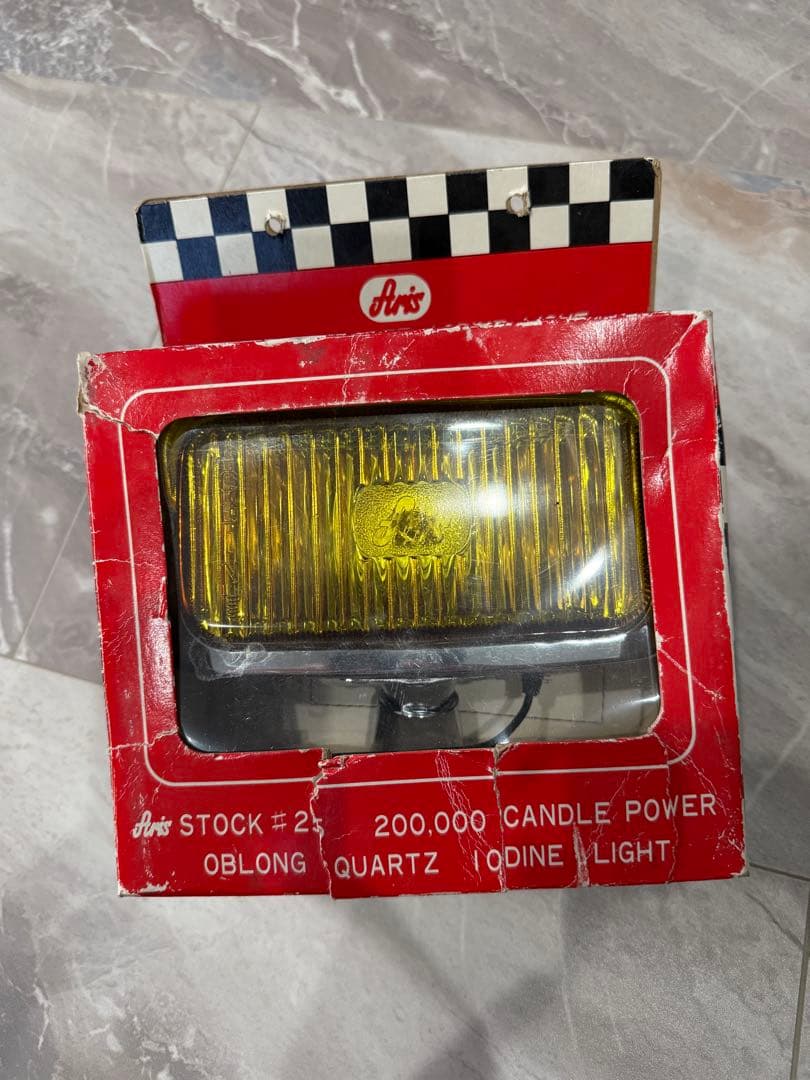 Aris
Aris STOCK #25 200,000 CANDLE POWER
OBLONG QUARTZ IODINE LIGHT